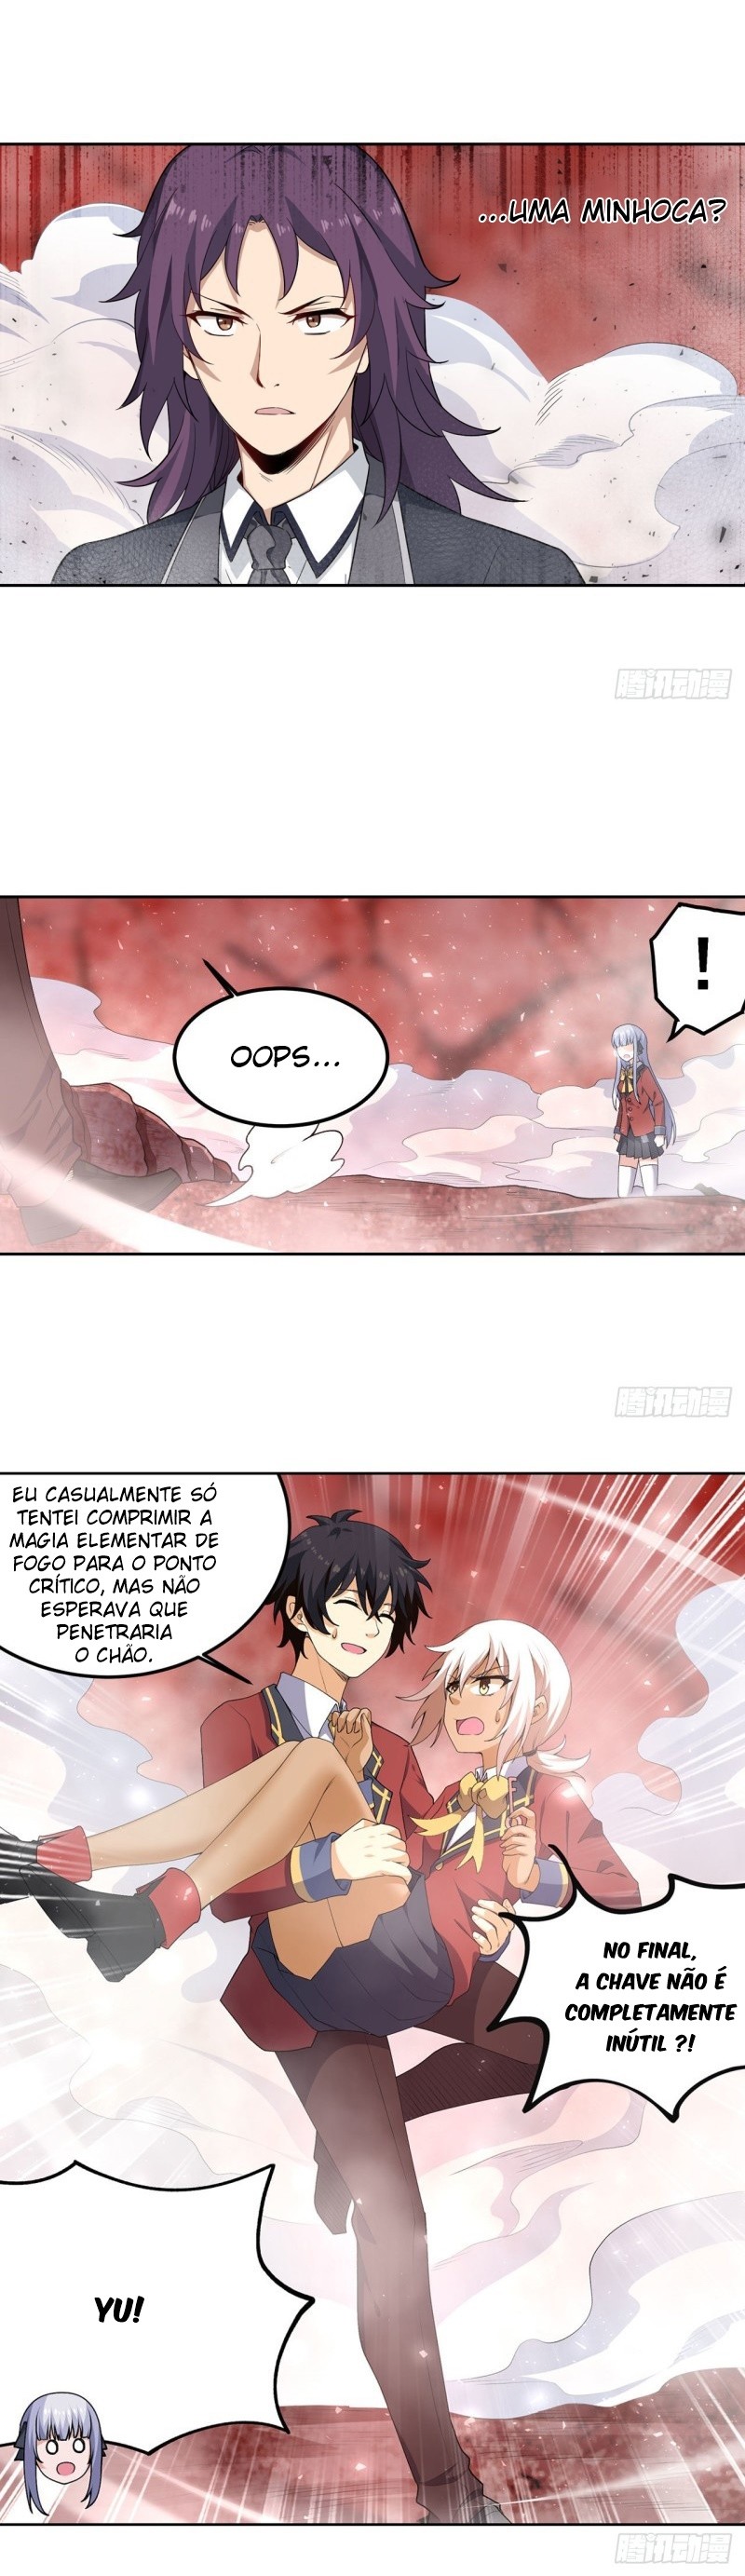 ...UMA MINHOCA?
腾讯动漫
!
OOPS...
腾讯动漫
EU CASUALMENTE SÓ
TENTEI COMPRIMIR A
MAGIA ELEMENTAR DE
FOGO PARA O PONTO
CRÍTICO, MAS NÃO
ESPERAVA QUE
PENETRARIA
O CHÃO.
F
NO FINAL,
A CHAVE NÃO É
COMPLETAMENTE
INÚTIL ?!
YU!
腾讯动漫